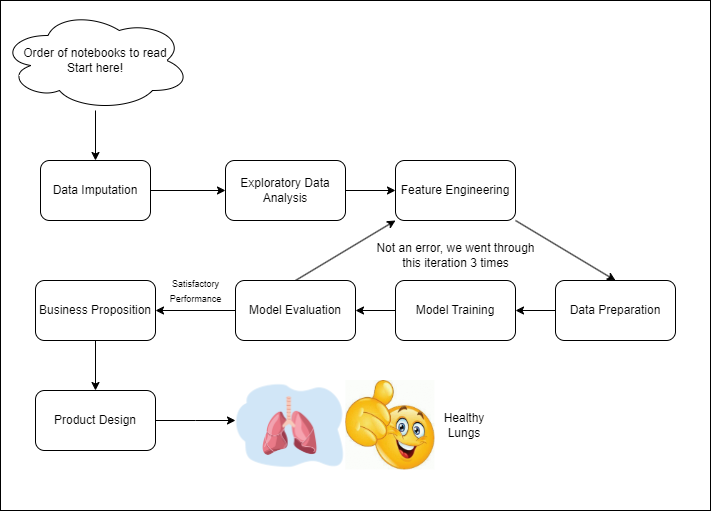 Order of notebooks to read
Start here!
Data Imputation
Exploratory Data
Analysis
Feature Engineering
Not an error, we went through
this iteration 3 times
Satisfactory
Performance
Business Proposition
Model Evaluation
Model Training
Data Preparation
Product Design
Healthy
Lungs